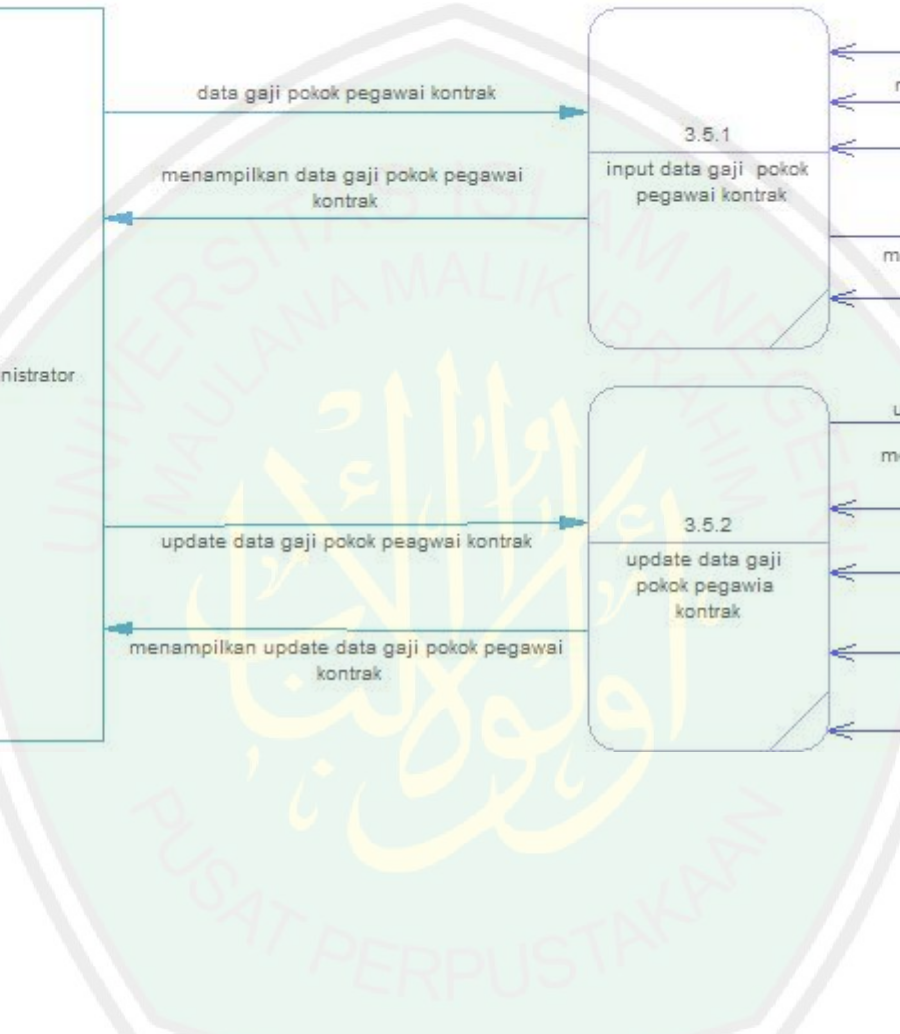 data gaji pokok pegawai kontrak
menampilkan data gaji pokok pegawai
kontrak
3.5.1
input data gaji pokok
pegawai kontrak
nistrator
update data gaji pokok peagwai kontrak
3.5.2
update data gaji
pokok pegawia
kontrak
menampilkan update data gaji pokok pegawai
kontrak
UNIVERSITAS ISLAM NEGERI
MAULANA MALIK IBRAHIM
PUSAT PERPUSTAKAAN